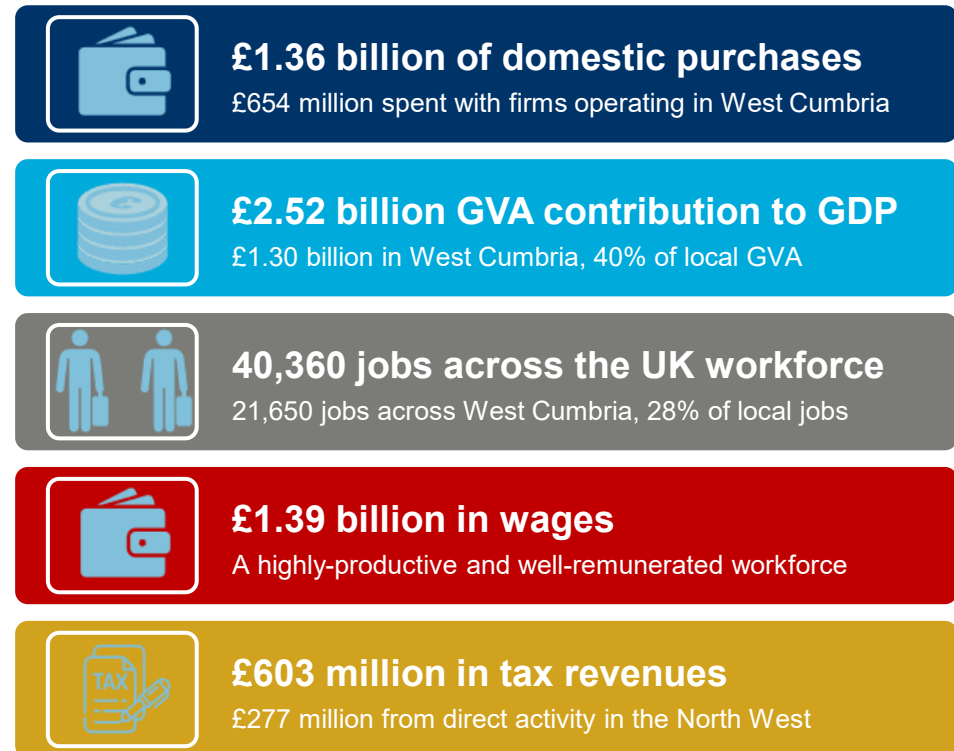 £1.36 billion of domestic purchases
£654 million spent with firms operating in West Cumbria
£2.52 billion GVA contribution to GDP
£1.30 billion in West Cumbria, 40% of local GVA
40,360 jobs across the UK workforce
21,650 jobs across West Cumbria, 28% of local jobs
£1.39 billion in wages
A highly-productive and well-remunerated workforce
TAX
£603 million in tax revenues
£277 million from direct activity in the North West